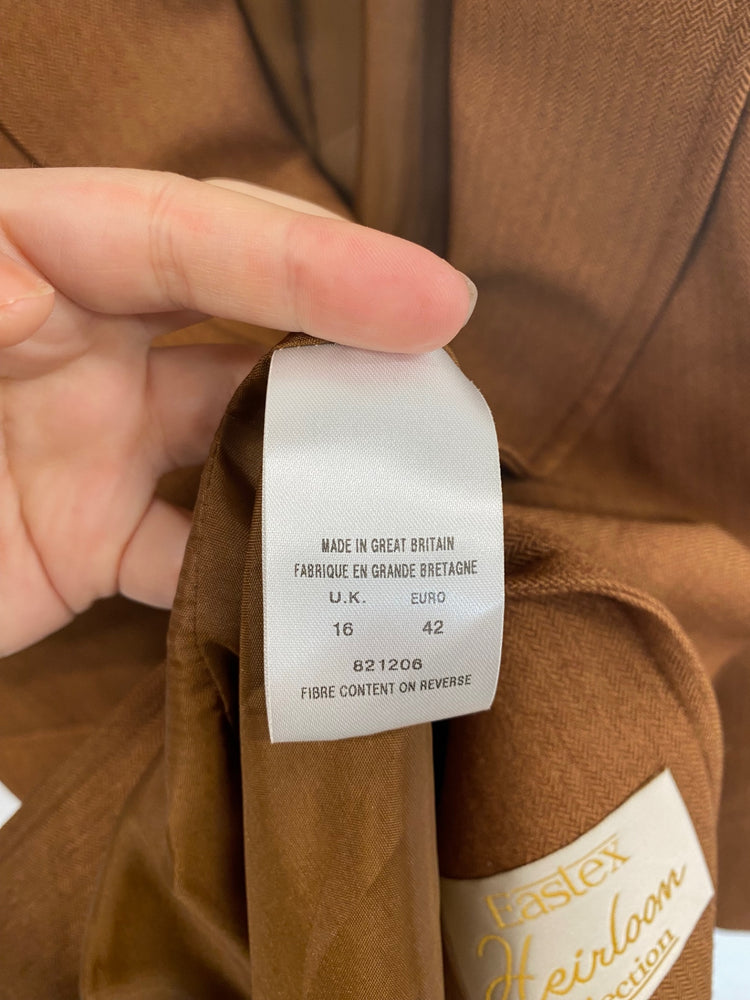 MADE IN GREAT BRITAIN
FABRIQUE EN GRANDE BRETAGNE
U.K. EURO
16 42
821206
FIBRE CONTENT ON REVERSE
Eastex
Heirloom